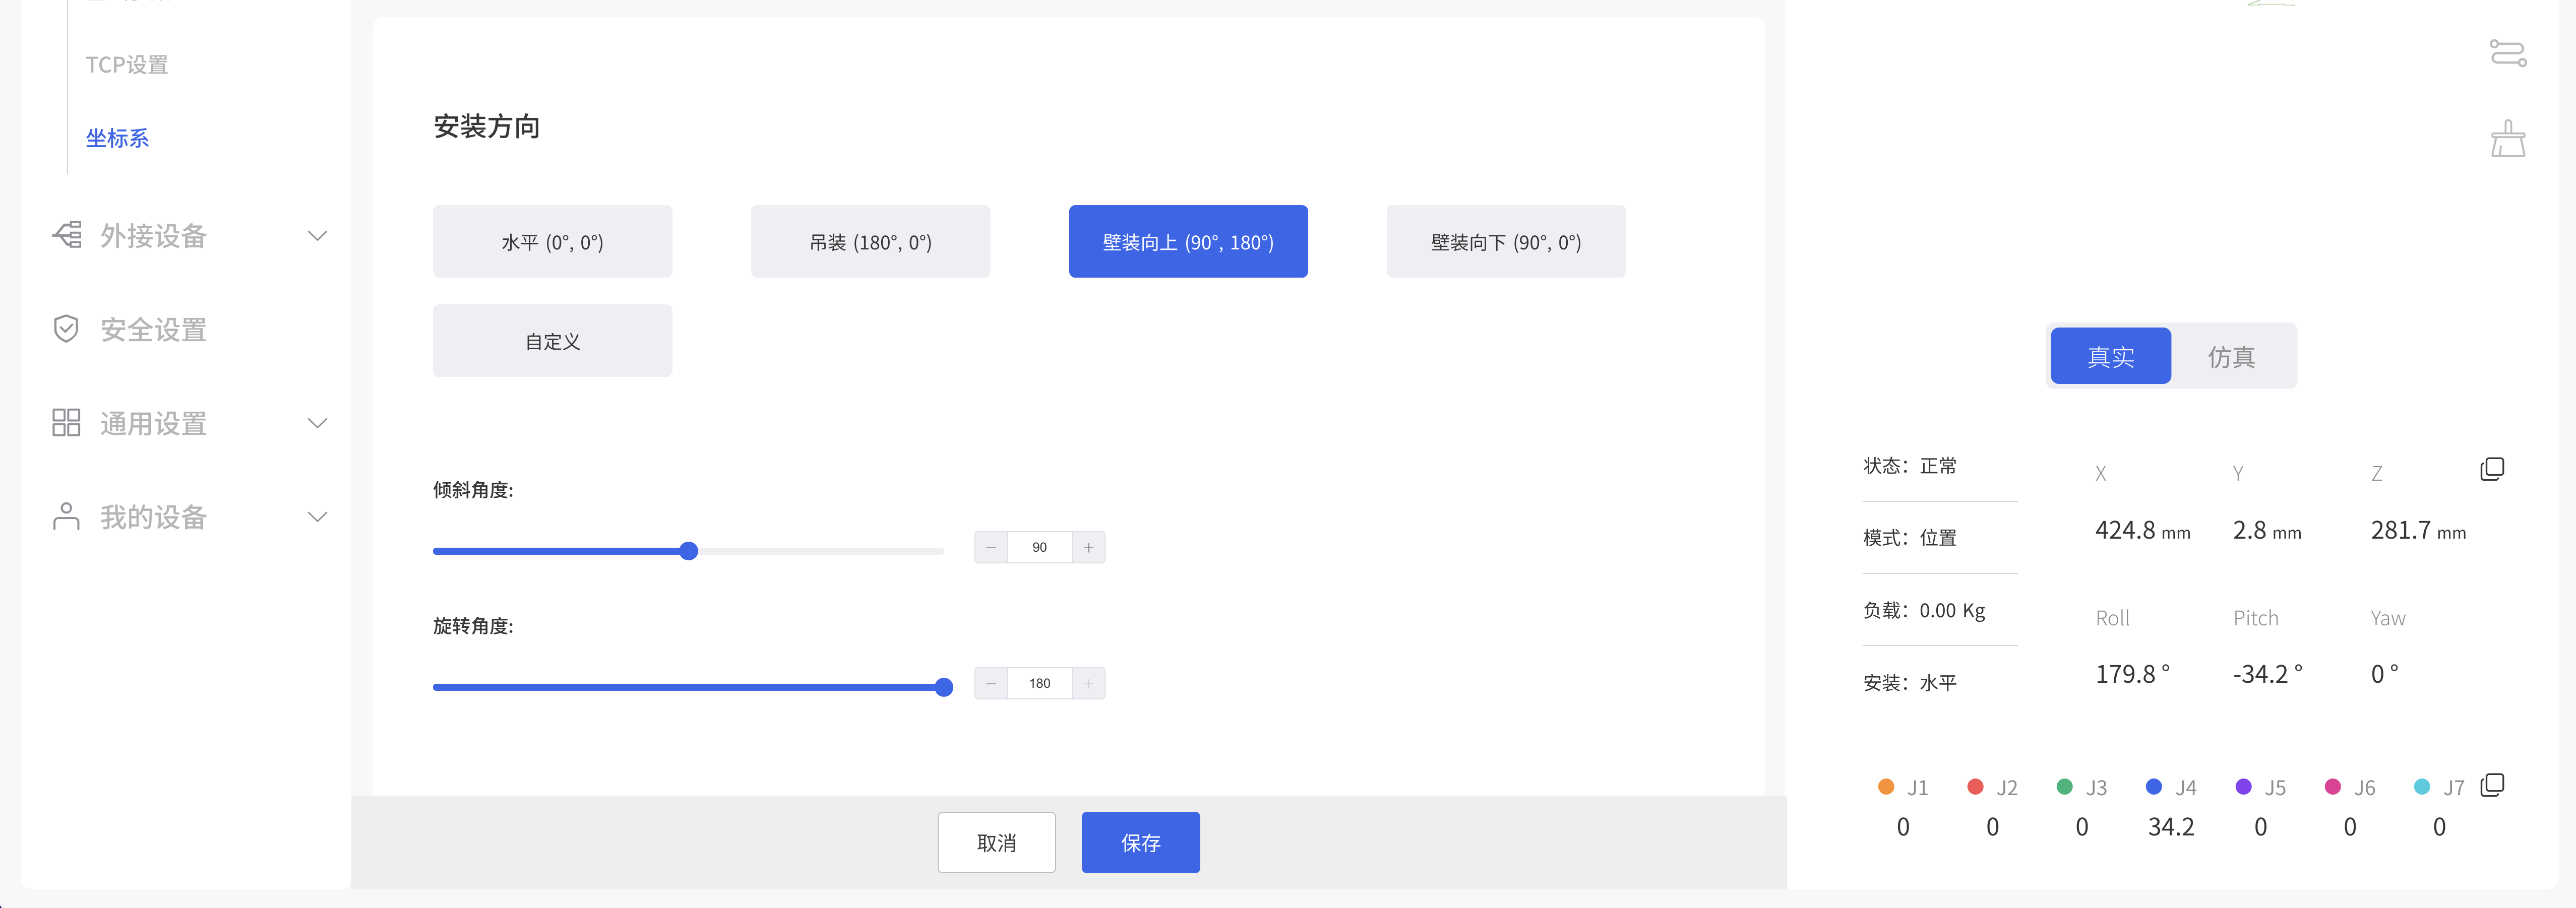 TCP设置
坐标系
外接设备
安全设置
通用设置
我的设备
安装方向
水平 (0°, 0°)
吊装 (180°, 0°)
壁装向上 (90°, 180°)
壁装向下 (90°, 0°)
自定义
倾斜角度:
90
旋转角度:
180
取消
保存
真实
仿真
状态：正常
模式：位置
负载：0.00 Kg
安装：水平
X Y Z
424.8 mm 2.8 mm 281.7 mm
Roll Pitch Yaw
179.8 ° -34.2 ° 0 °
J1 J2 J3 J4 J5 J6 J7
0 0 0 34.2 0 0 0